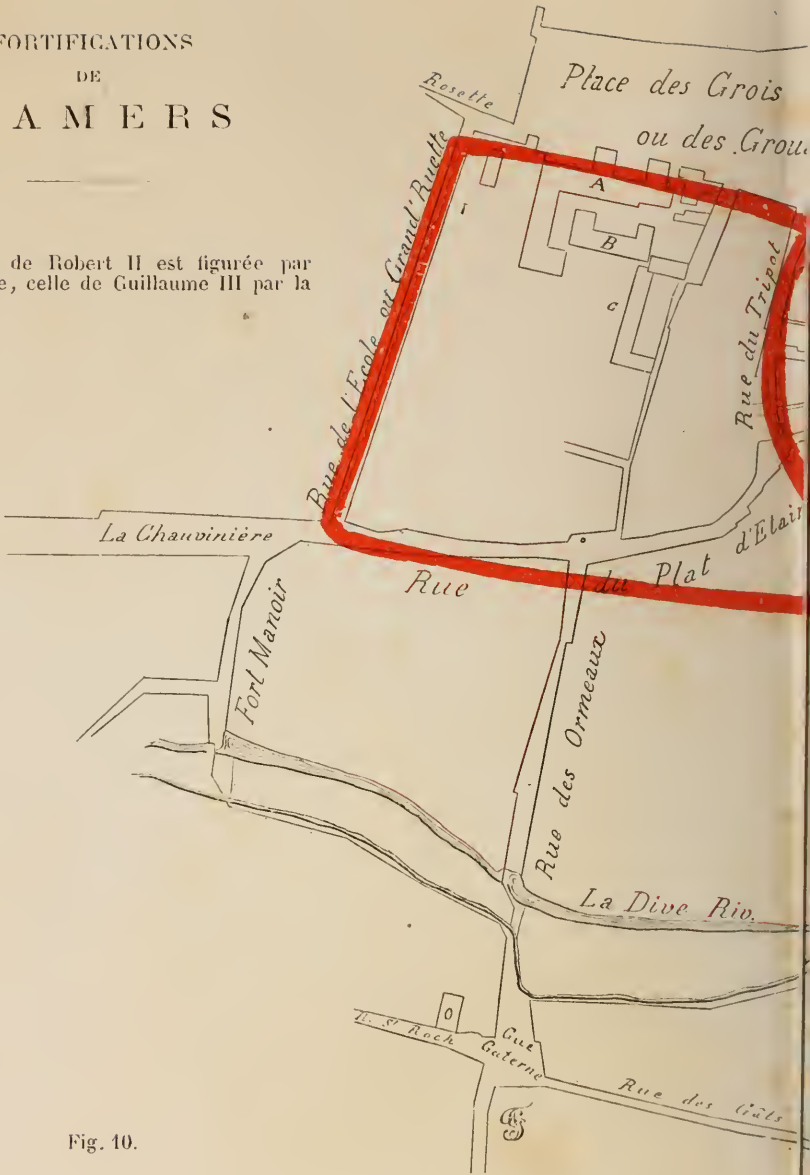 FORTIFICATIONS
DE
AMERS
de Robert II est figurée par
e, celle de Guillaume III par la
Rosette
Place des Grois
ou des Grou
Rue de l'Ecole ou Grand'Ruette
i
A
B
C
Rue du Tripot
La Chauvinière
Rue du Plat d'Etain
Fort Manoir
Rue des Ormeaux
La Dive Riv.
O
R. St Roch
Gué
Gaterne
Rue des Gâts
Fig. 10.